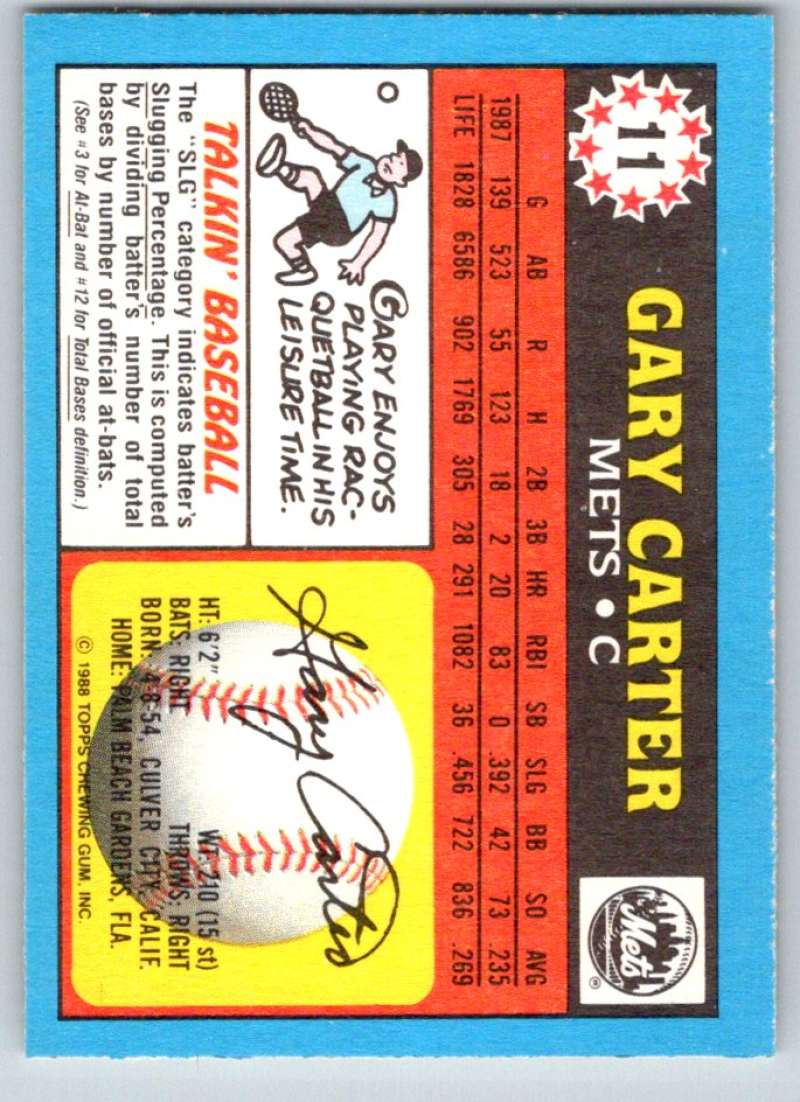 11
GARY CARTER
METS • C
Mets
®
G AB R H 2B 3B HR RBI SB SLG BB SO AVG
1987 139 523 55 123 18 2 20 83 0 .392 42 73 .235
LIFE 1828 6586 902 1769 305 28 291 1082 36 .456 722 836 .269
GARY ENJOYS
PLAYING RAC-
QUETBALL IN HIS
LEISURE TIME.
TALKIN' BASEBALL
The "SLG" category indicates batter's
Slugging Percentage. This is computed
by dividing batter's number of total
bases by number of official at-bats.
(See #3 for At-Bat and #12 for Total Bases definition.)
Gary Carter
HT: 6'2" WT: 210 (15 st)
BATS: RIGHT THROWS: RIGHT
BORN: 4-8-54, CULVER CITY, CALIF.
HOME: PALM BEACH GARDENS, FLA.
© 1988 TOPPS CHEWING GUM, INC.